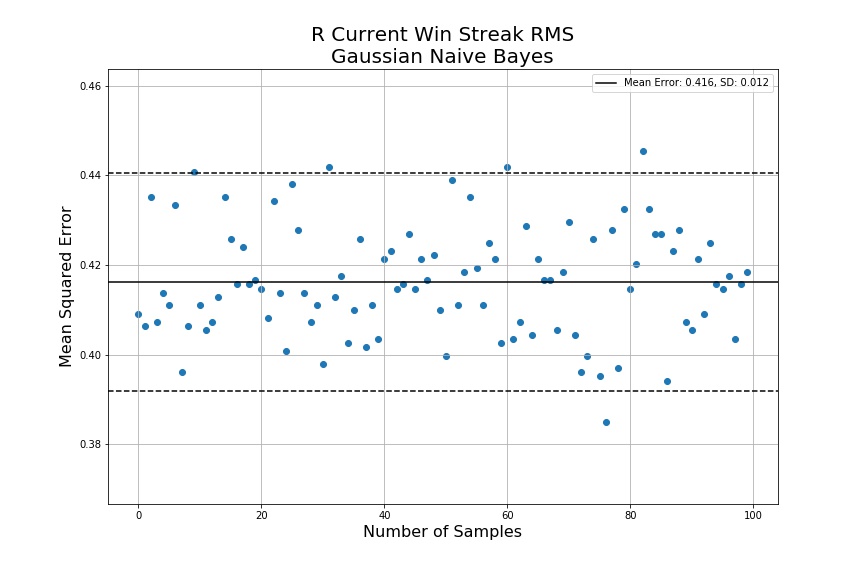 R Current Win Streak RMS
Gaussian Naive Bayes
Mean Error: 0.416, SD: 0.012
Mean Squared Error
0.46
0.44
0.42
0.40
0.38
0
20
40
60
80
100
Number of Samples